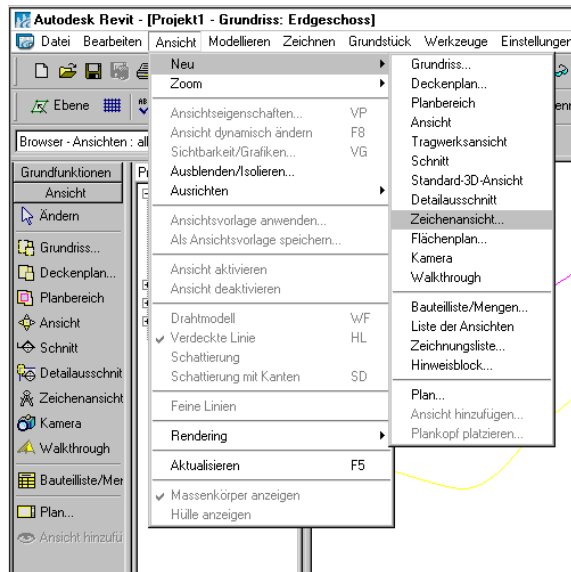 Autodesk Revit - [Projekt1 - Grundriss: Erdgeschoss]
Datei Bearbeiten Ansicht Modellieren Zeichnen Grundstück Werkzeuge Einstellungen
Ebene
Browser - Ansichten : all
Grundfunktionen
Ansicht
Ändern
Grundriss...
Deckenplan...
Planbereich
Ansicht
Schnitt
Detailausschnit
Zeichenansicht
Kamera
Walkthrough
Bauteilliste/Mer
Plan...
Ansicht hinzufü
Neu
Zoom
Ansichtseigenschaften... VP
Ansicht dynamisch ändern F8
Sichtbarkeit/Grafiken... VG
Ausblenden/Isolieren...
Ausrichten
Ansichtsvorlage anwenden...
Als Ansichtsvorlage speichern...
Ansicht aktivieren
Ansicht deaktivieren
Drahtmodell WF
Verdeckte Linie HL
Schattierung
Schattierung mit Kanten SD
Feine Linien
Rendering
Aktualisieren F5
Massenkörper anzeigen
Hülle anzeigen
Grundriss...
Deckenplan...
Planbereich
Ansicht
Tragwerksansicht
Schnitt
Standard-3D-Ansicht
Detailausschnitt
Zeichenansicht...
Flächenplan...
Kamera
Walkthrough
Bauteilliste/Mengen...
Liste der Ansichten
Zeichnungsliste...
Hinweisblock...
Plan...
Ansicht hinzufügen...
Plankopf platzieren...